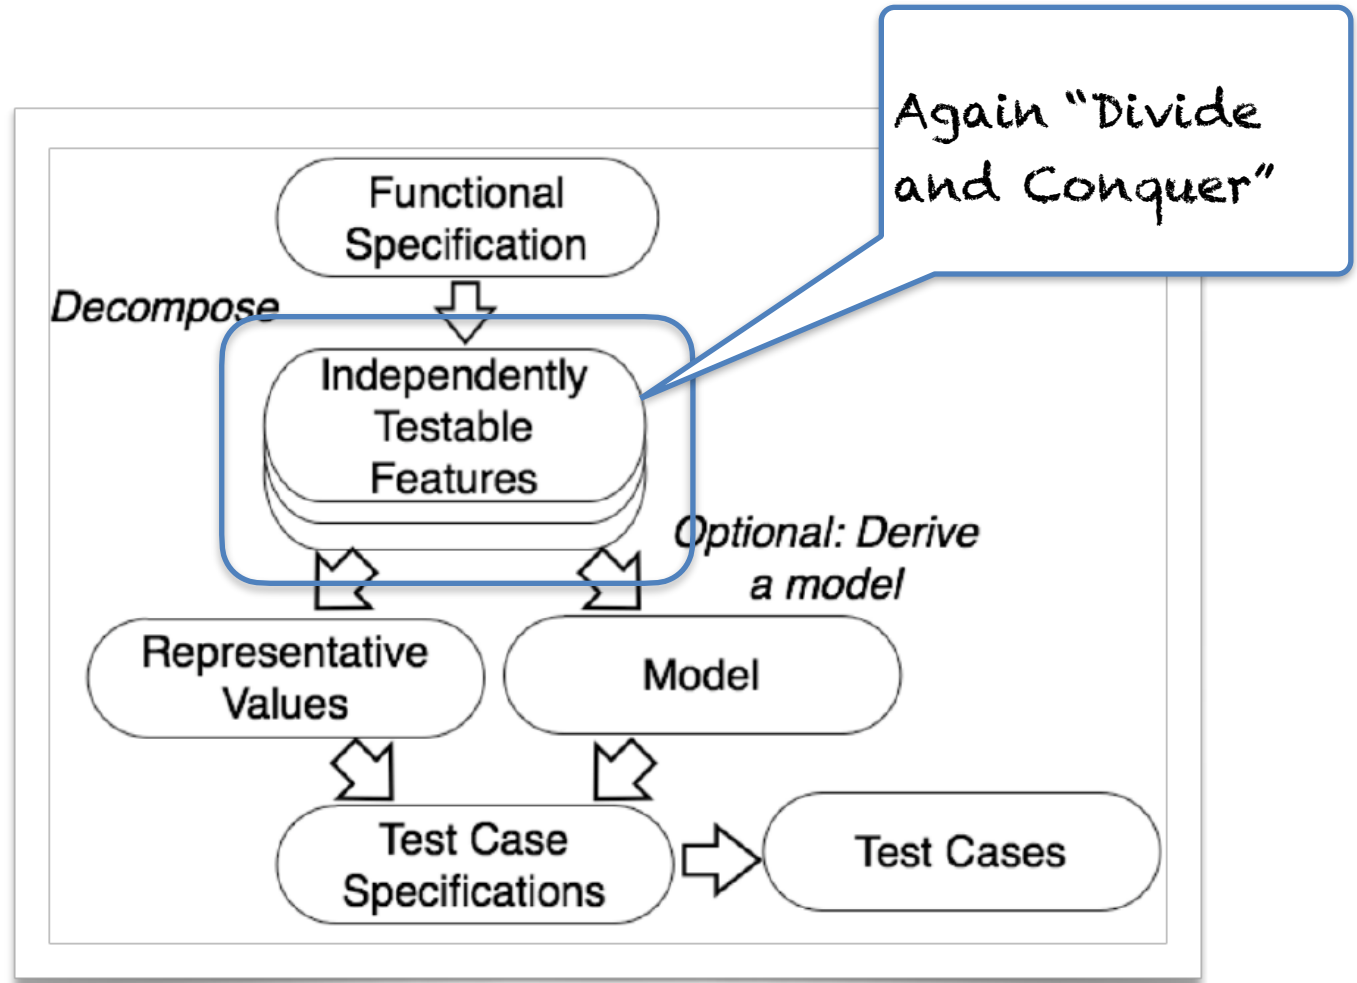 Again “Divide
and Conquer”
Functional
Specification
Decompose
Independently
Testable
Features
Optional: Derive
a model
Representative
Values
Model
Test Case
Specifications
Test Cases